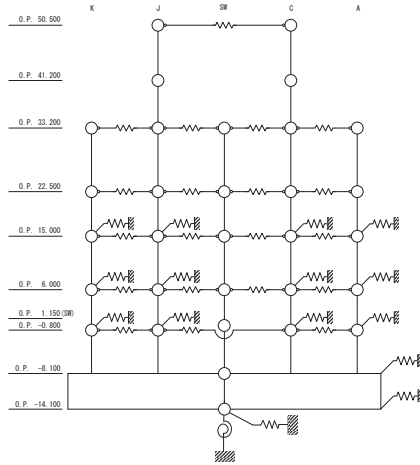 K J SW C A
O.P. 50.500
O.P. 41.200
O.P. 33.200
O.P. 22.500
O.P. 15.000
O.P. 6.000
O.P. 1.150(SW)
O.P. -0.800
O.P. -8.100
O.P. -14.100